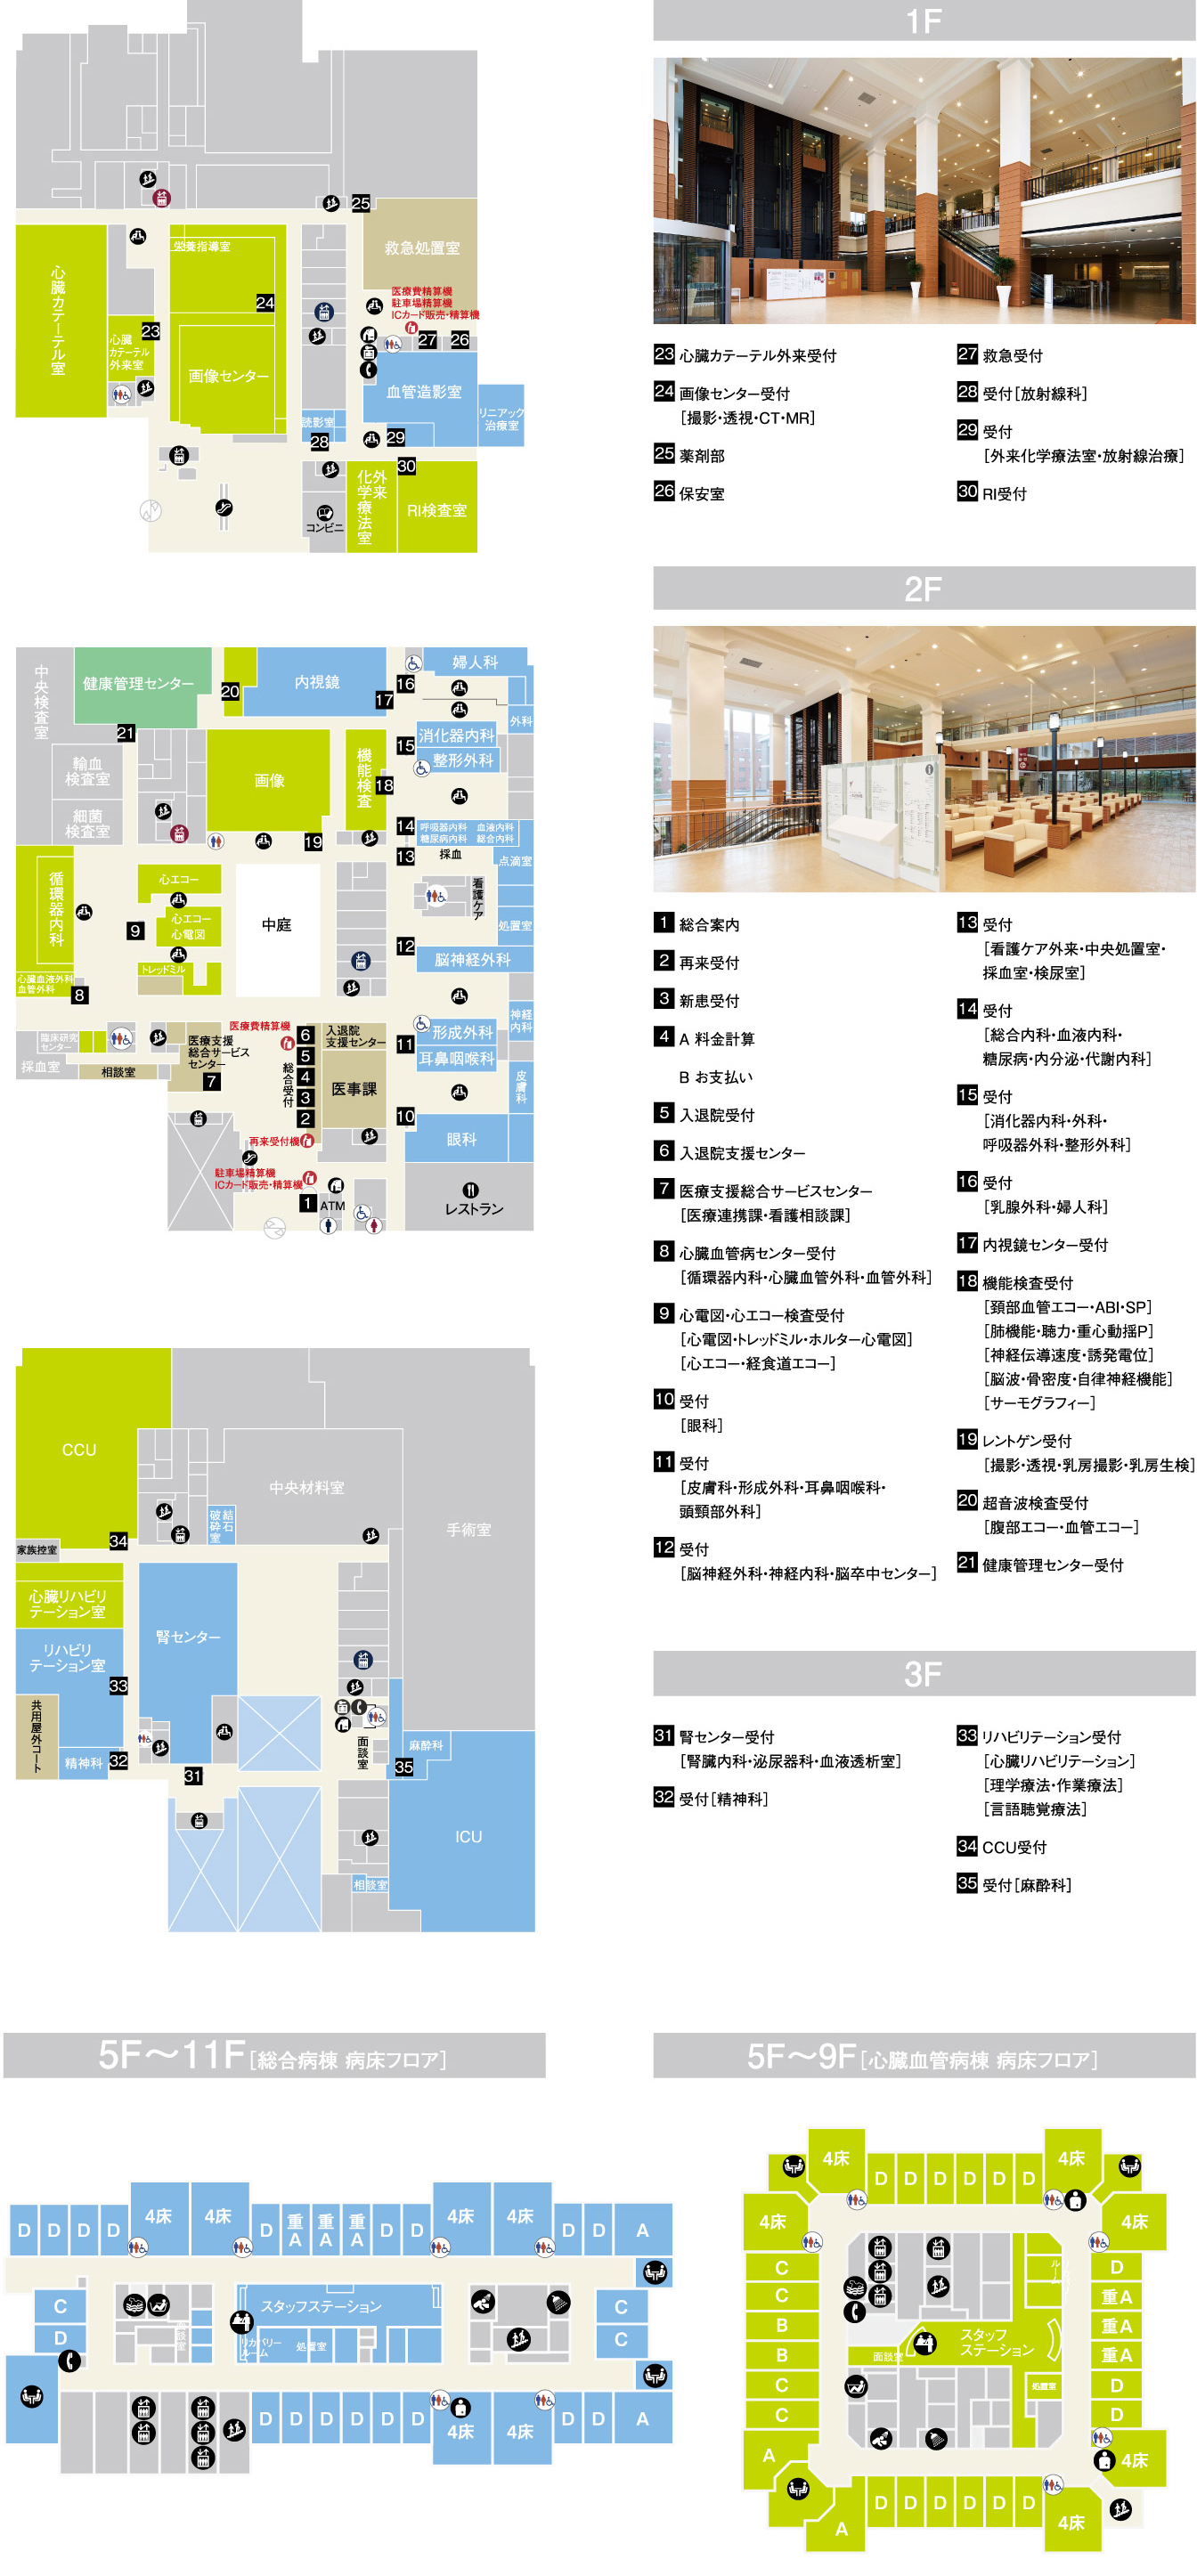 1F
25
救急処置室
栄養指導室
心臓カテーテル室
24
医療費精算機
駐車場精算機
ICカード販売・精算機
23
心臓
カテーテル
外来室
27
26
画像センター
血管造影室
リニアック
治療室
読影室
28
29
30
外来
化学療法室
RI検査室
コンビニ
23 心臓カテーテル外来受付
24 画像センター受付
[撮影・透視・CT・MR]
25 薬剤部
26 保安室
27 救急受付
28 受付[放射線科]
29 受付
[外来化学療法室・放射線治療]
30 RI受付
2F
中央検査室
健康管理センター
20
内視鏡
17
16
婦人科
外科
21
15
消化器内科
整形外科
輸血
検査室
画像
機能検査
18
細菌
検査室
19
14
呼吸器内科
糖尿病内科
血液内科
総合内科
13
採血
点滴室
循環器内科
心エコー
9
心エコー
心電図
中庭
看護ケア
処置室
12
脳神経外科
トレッドミル
心臓血液外科
血管外科
8
神経
内科
臨床研究
センター
採血室
相談室
医療支援
総合サービス
センター
7
医療費精算機
6
入退院
支援センター
5
4
3
2
総合受付
医事課
11
形成外科
耳鼻咽喉科
皮膚科
10
眼科
再来受付機
駐車場精算機
ICカード販売・精算機
1
ATM
レストラン
1 総合案内
2 再来受付
3 新患受付
4 A 料金計算
B お支払い
5 入退院受付
6 入退院支援センター
7 医療支援総合サービスセンター
[医療連携課・看護相談課]
8 心臓血管病センター受付
[循環器内科・心臓血管外科・血管外科]
9 心電図・心エコー検査受付
[心電図・トレッドミル・ホルター心電図]
[心エコー・経食道エコー]
10 受付
[眼科]
11 受付
[皮膚科・形成外科・耳鼻咽喉科・
頭頸部外科]
12 受付
[脳神経外科・神経内科・脳卒中センター]
13 受付
[看護ケア外来・中央処置室・
採血室・検尿室]
14 受付
[総合内科・血液内科・
糖尿病・内分泌・代謝内科]
15 受付
[消化器内科・外科・
呼吸器外科・整形外科]
16 受付
[乳腺外科・婦人科]
17 内視鏡センター受付
18 機能検査受付
[頚部血管エコー・ABI・SP]
[肺機能・聴力・重心動揺P]
[神経伝導速度・誘発電位]
[脳波・骨密度・自律神経機能]
[サーモグラフィー]
19 レントゲン受付
[撮影・透視・乳房撮影・乳房生検]
20 超音波検査受付
[腹部エコー・血管エコー]
21 健康管理センター受付
3F
CCU
中央材料室
結石
破砕室
手術室
34
家族控室
心臓リハビリ
テーション室
リハビリ
テーション室
腎センター
33
共用屋外コート
精神科
32
31
面談室
麻酔科
35
ICU
相談室
31 腎センター受付
[腎臓内科・泌尿器科・血液透析室]
32 受付[精神科]
33 リハビリテーション受付
[心臓リハビリテーション]
[理学療法・作業療法]
[言語聴覚療法]
34 CCU受付
35 受付[麻酔科]
5F〜11F[総合病棟 病床フロア]
D D D D 4床 4床 D 重A 重A 重A D D 4床 4床 D D A
C
D
スタッフステーション
リカバリー
ルーム
処置室
C
C
D D D D D D 4床 4床 D D A
5F〜9F[心臓血管病棟 病床フロア]
4床 D D D D D D 4床
4床
4床
C
C
B
B
C
C
A
D
重A
重A
重A
D
D
4床
スタッフ
ステーション
面談室
処置室
A D D D D D D 4床